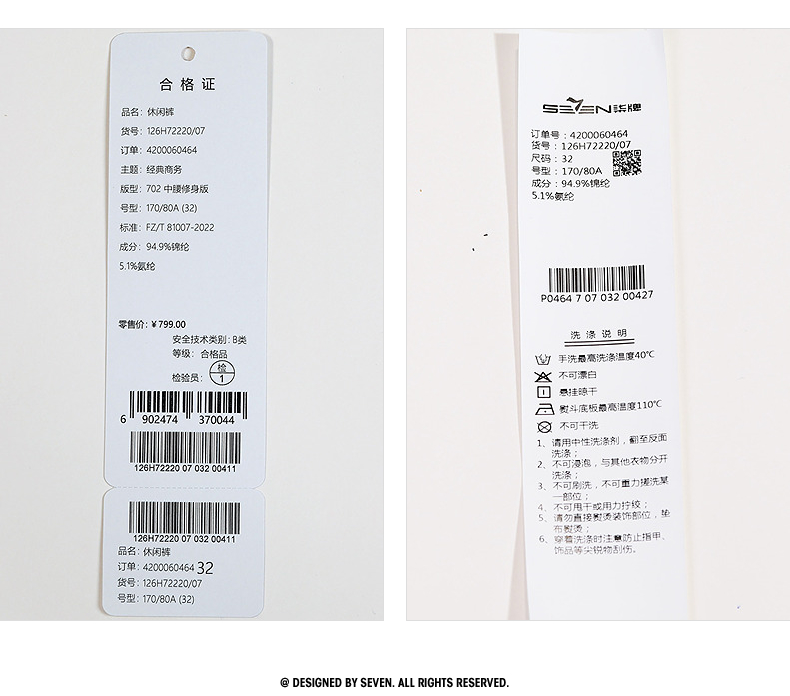 合格证
品名: 休闲裤
货号: 126H72220/07
订单: 4200060464
主题: 经典商务
版型: 702 中腰修身版
号型: 170/80A (32)
标准: FZ/T 81007-2022
成分: 94.9%锦纶
5.1%氨纶
零售价: ¥799.00
安全技术类别: B类
等级: 合格品
检验员: 检 1
6 902474 370044
126H72220 07 032 00411
126H72220 07 032 00411
品名: 休闲裤
订单: 4200060464 32
货号: 126H72220/07
号型: 170/80A (32)
SEVEN 柒牌
订单号: 4200060464
货号: 126H72220/07
尺码: 32
号型: 170/80A
成分: 94.9%锦纶
5.1%氨纶
P0464 7 07 032 00427
洗涤说明
手洗最高洗涤温度40℃
不可漂白
悬挂晾干
熨斗底板最高温度110℃
不可干洗
1、请用中性洗涤剂，翻至反面
洗涤；
2、不可浸泡，与其他衣物分开
洗涤；
3、不可刷洗，不可重力搓洗某
一部位；
4、不可甩干或用力拧绞；
5、请勿直接熨烫装饰部位，垫
布熨烫；
6、穿着洗涤时注意防止指甲、
饰品等尖锐物刮伤。
@ DESIGNED BY SEVEN. ALL RIGHTS RESERVED.